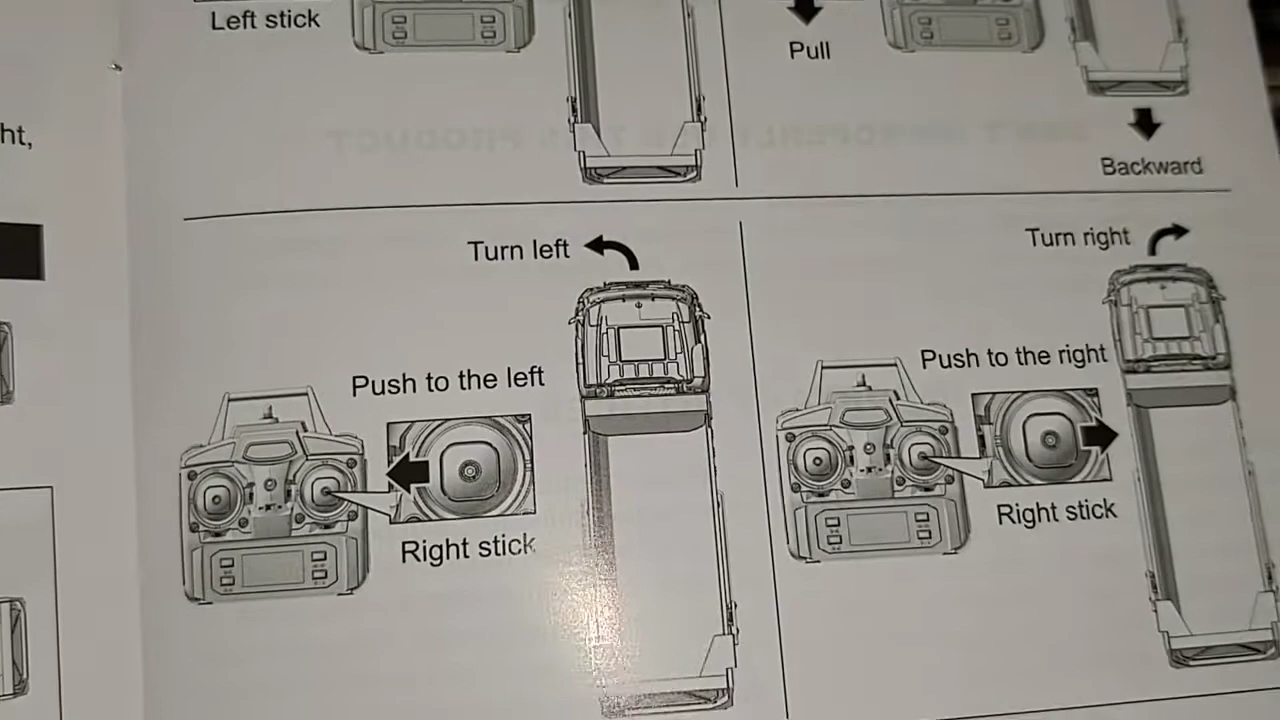 Left stick
Pull
Backward
ht,
Turn left
Push to the left
Right stick
Turn right
Push to the right
Right stick